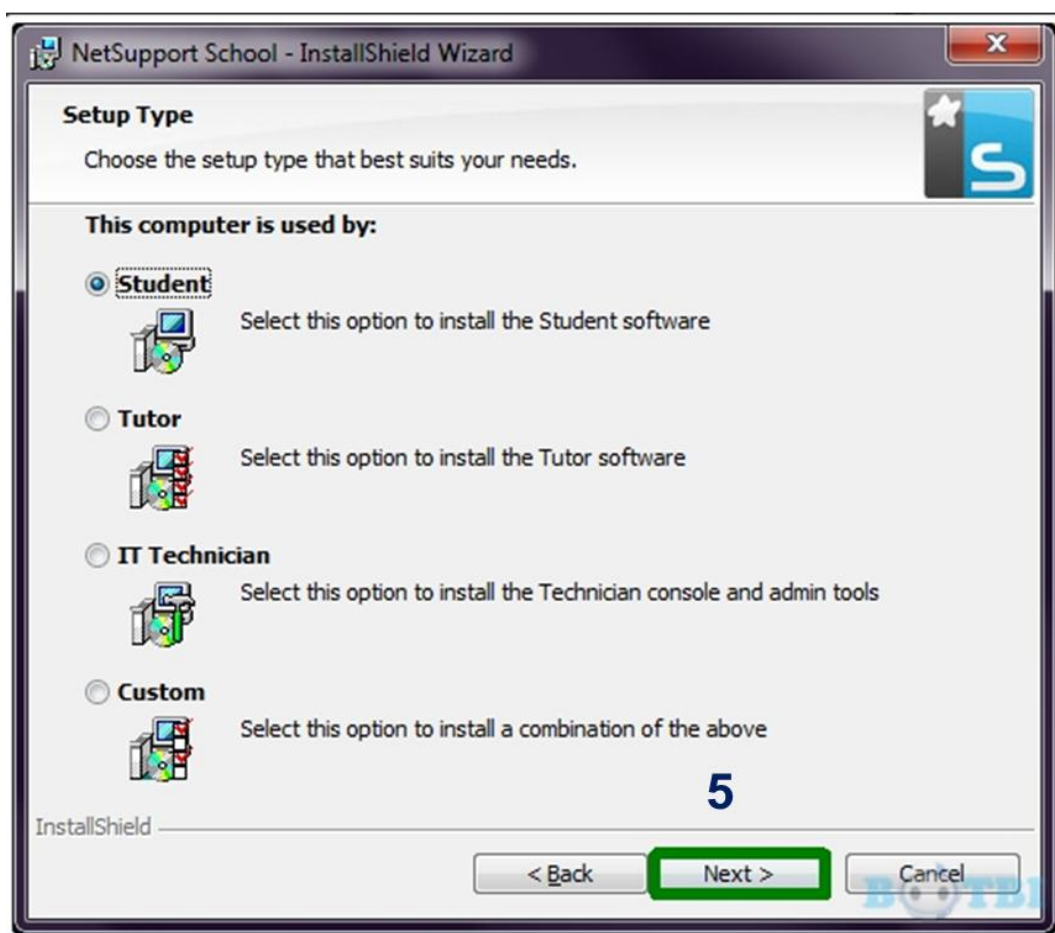 NetSupport School - InstallShield Wizard
Setup Type
Choose the setup type that best suits your needs.
This computer is used by:
Student
Select this option to install the Student software
Tutor
Select this option to install the Tutor software
IT Technician
Select this option to install the Technician console and admin tools
Custom
Select this option to install a combination of the above
5
InstallShield
< Back Next > Cancel